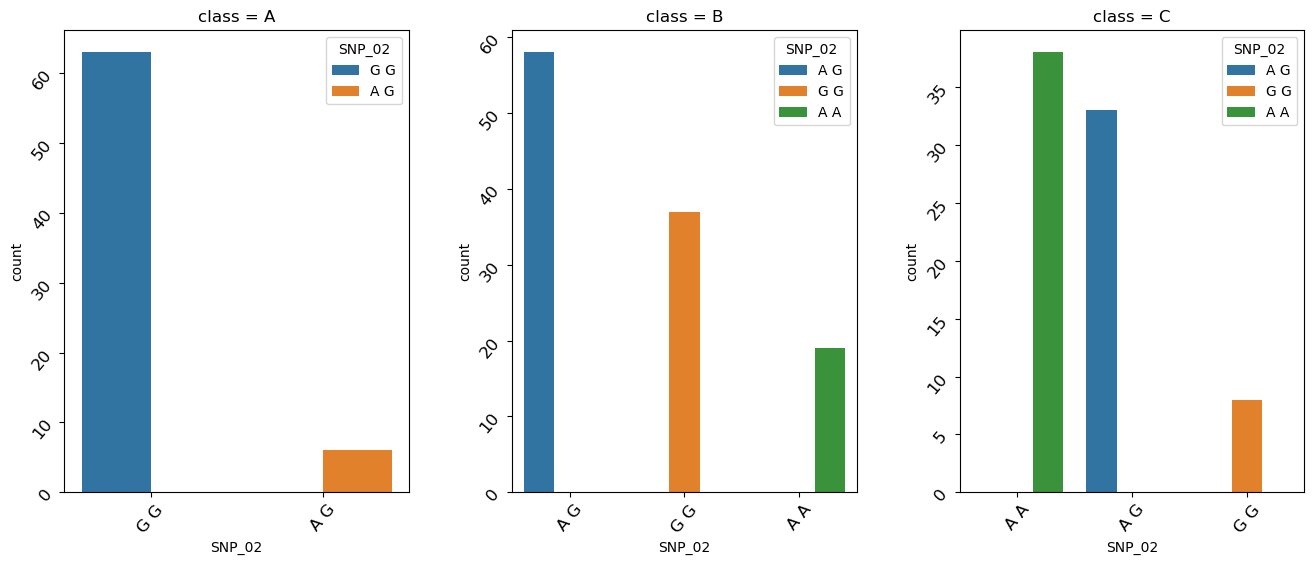 class = A
SNP_02
G G
A G
60
50
40
30
20
10
0
count
G G
A G
SNP_02
class = B
SNP_02
A G
G G
A A
60
50
40
30
20
10
0
count
A G
G G
A A
SNP_02
class = C
SNP_02
A G
G G
A A
35
30
25
20
15
10
5
0
count
A A
A G
G G
SNP_02